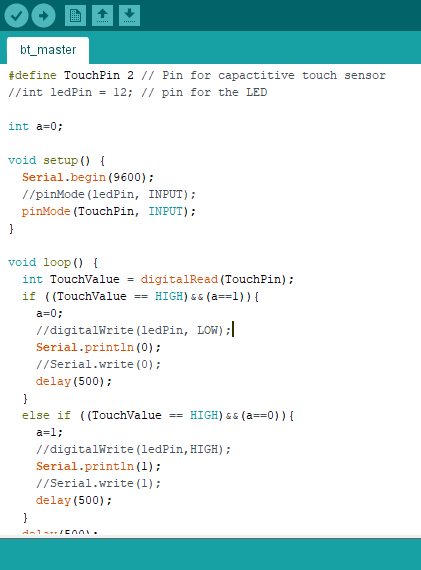 bt_master
#define TouchPin 2 // Pin for capactitive touch sensor
//int ledPin = 12; // pin for the LED
int a=0;
void setup() {
Serial.begin(9600);
//pinMode(ledPin, INPUT);
pinMode(TouchPin, INPUT);
}
void loop() {
int TouchValue = digitalRead(TouchPin);
if ((TouchValue == HIGH)&&(a==1)){
a=0;
//digitalWrite(ledPin, LOW);
Serial.println(0);
//Serial.write(0);
delay(500);
}
else if ((TouchValue == HIGH)&&(a==0)){
a=1;
//digitalWrite(ledPin,HIGH);
Serial.println(1);
//Serial.write(1);
delay(500);
}
delay(500);